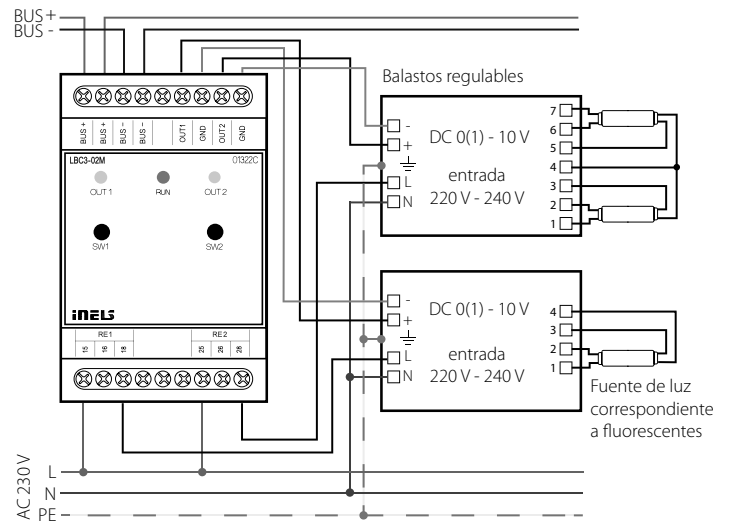 BUS+
BUS -
BUS +
BUS +
BUS –
BUS –
OUT1
GND
OUT2
GND
LBC3-02M
01322C
OUT 1
RUN
OUT 2
SW1
SW2
iNELS
RE1
RE2
15
16
18
25
26
28
Balastos regulables
-
+
L
N
DC 0(1) - 10 V
entrada
220 V - 240 V
7
6
5
4
3
2
1
-
+
L
N
DC 0(1) - 10 V
entrada
220 V - 240 V
4
3
2
1
Fuente de luz
correspondiente
a fluorescentes
AC 230 V
L
N
PE